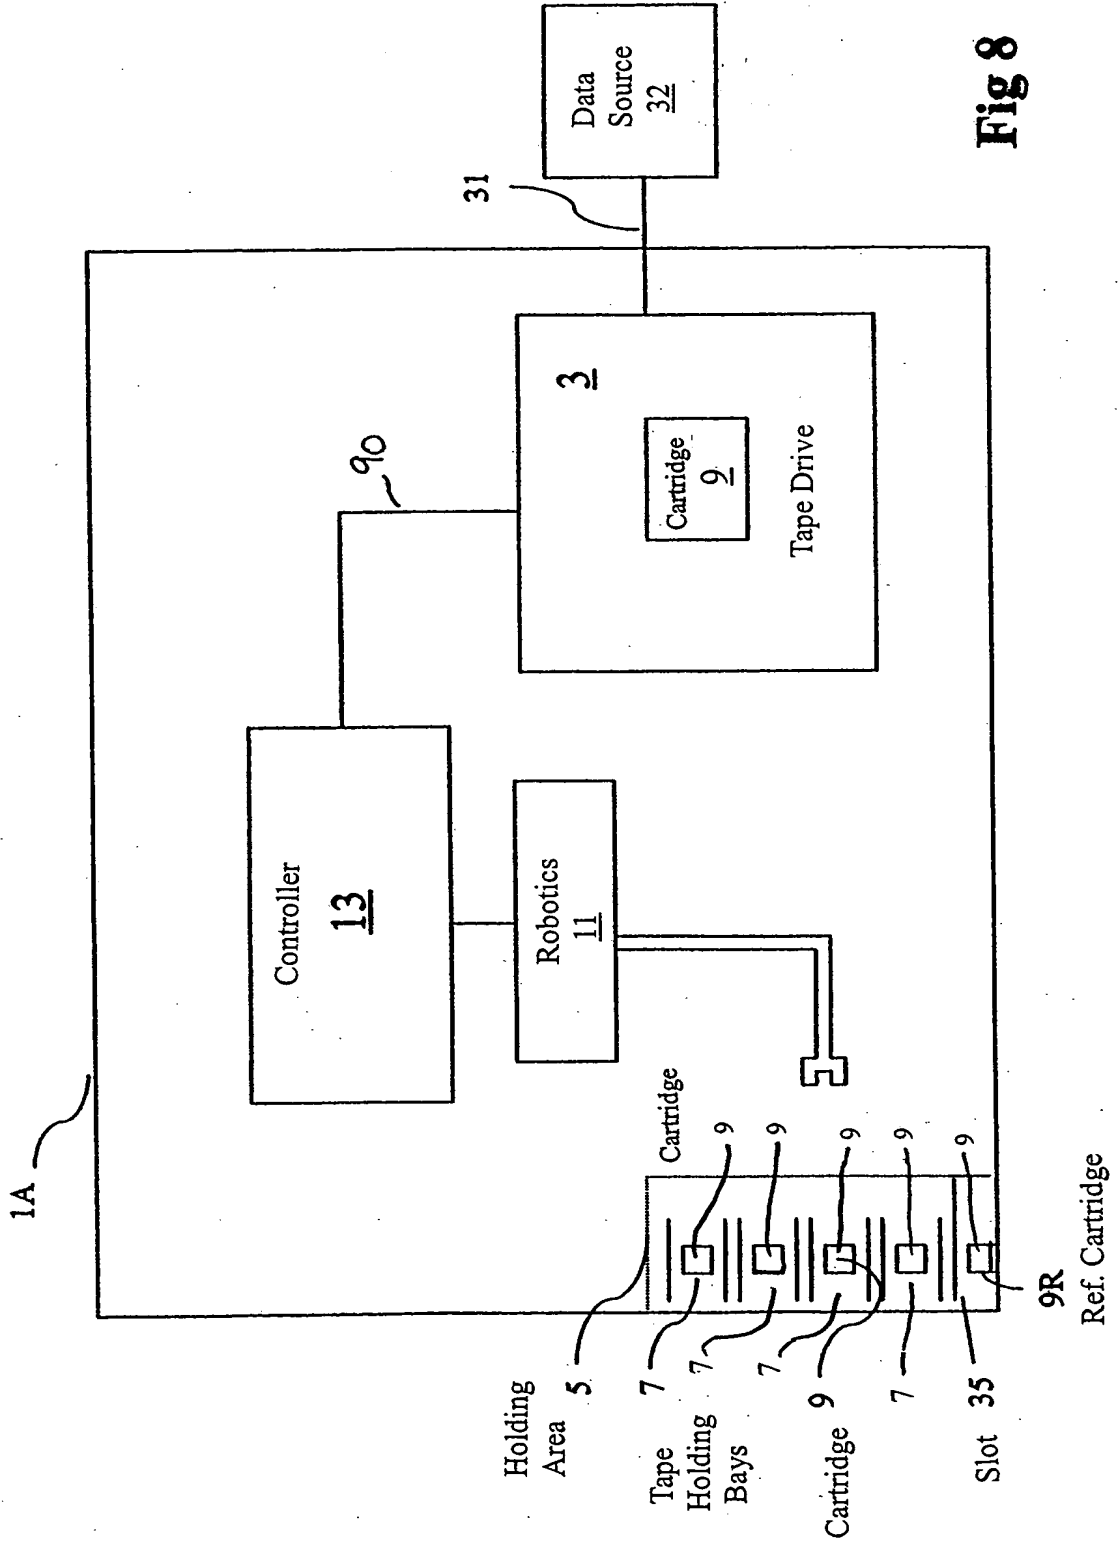 1A
Controller
13
90
31
Data
Source
32
Robotics
11
3
Cartridge
9
Tape Drive
Holding
Area
5
Cartridge
7
9
Tape
Holding
Bays
7
9
7
9
Cartridge
9
7
9
Slot
35
9
9R
Ref. Cartridge
Fig 8